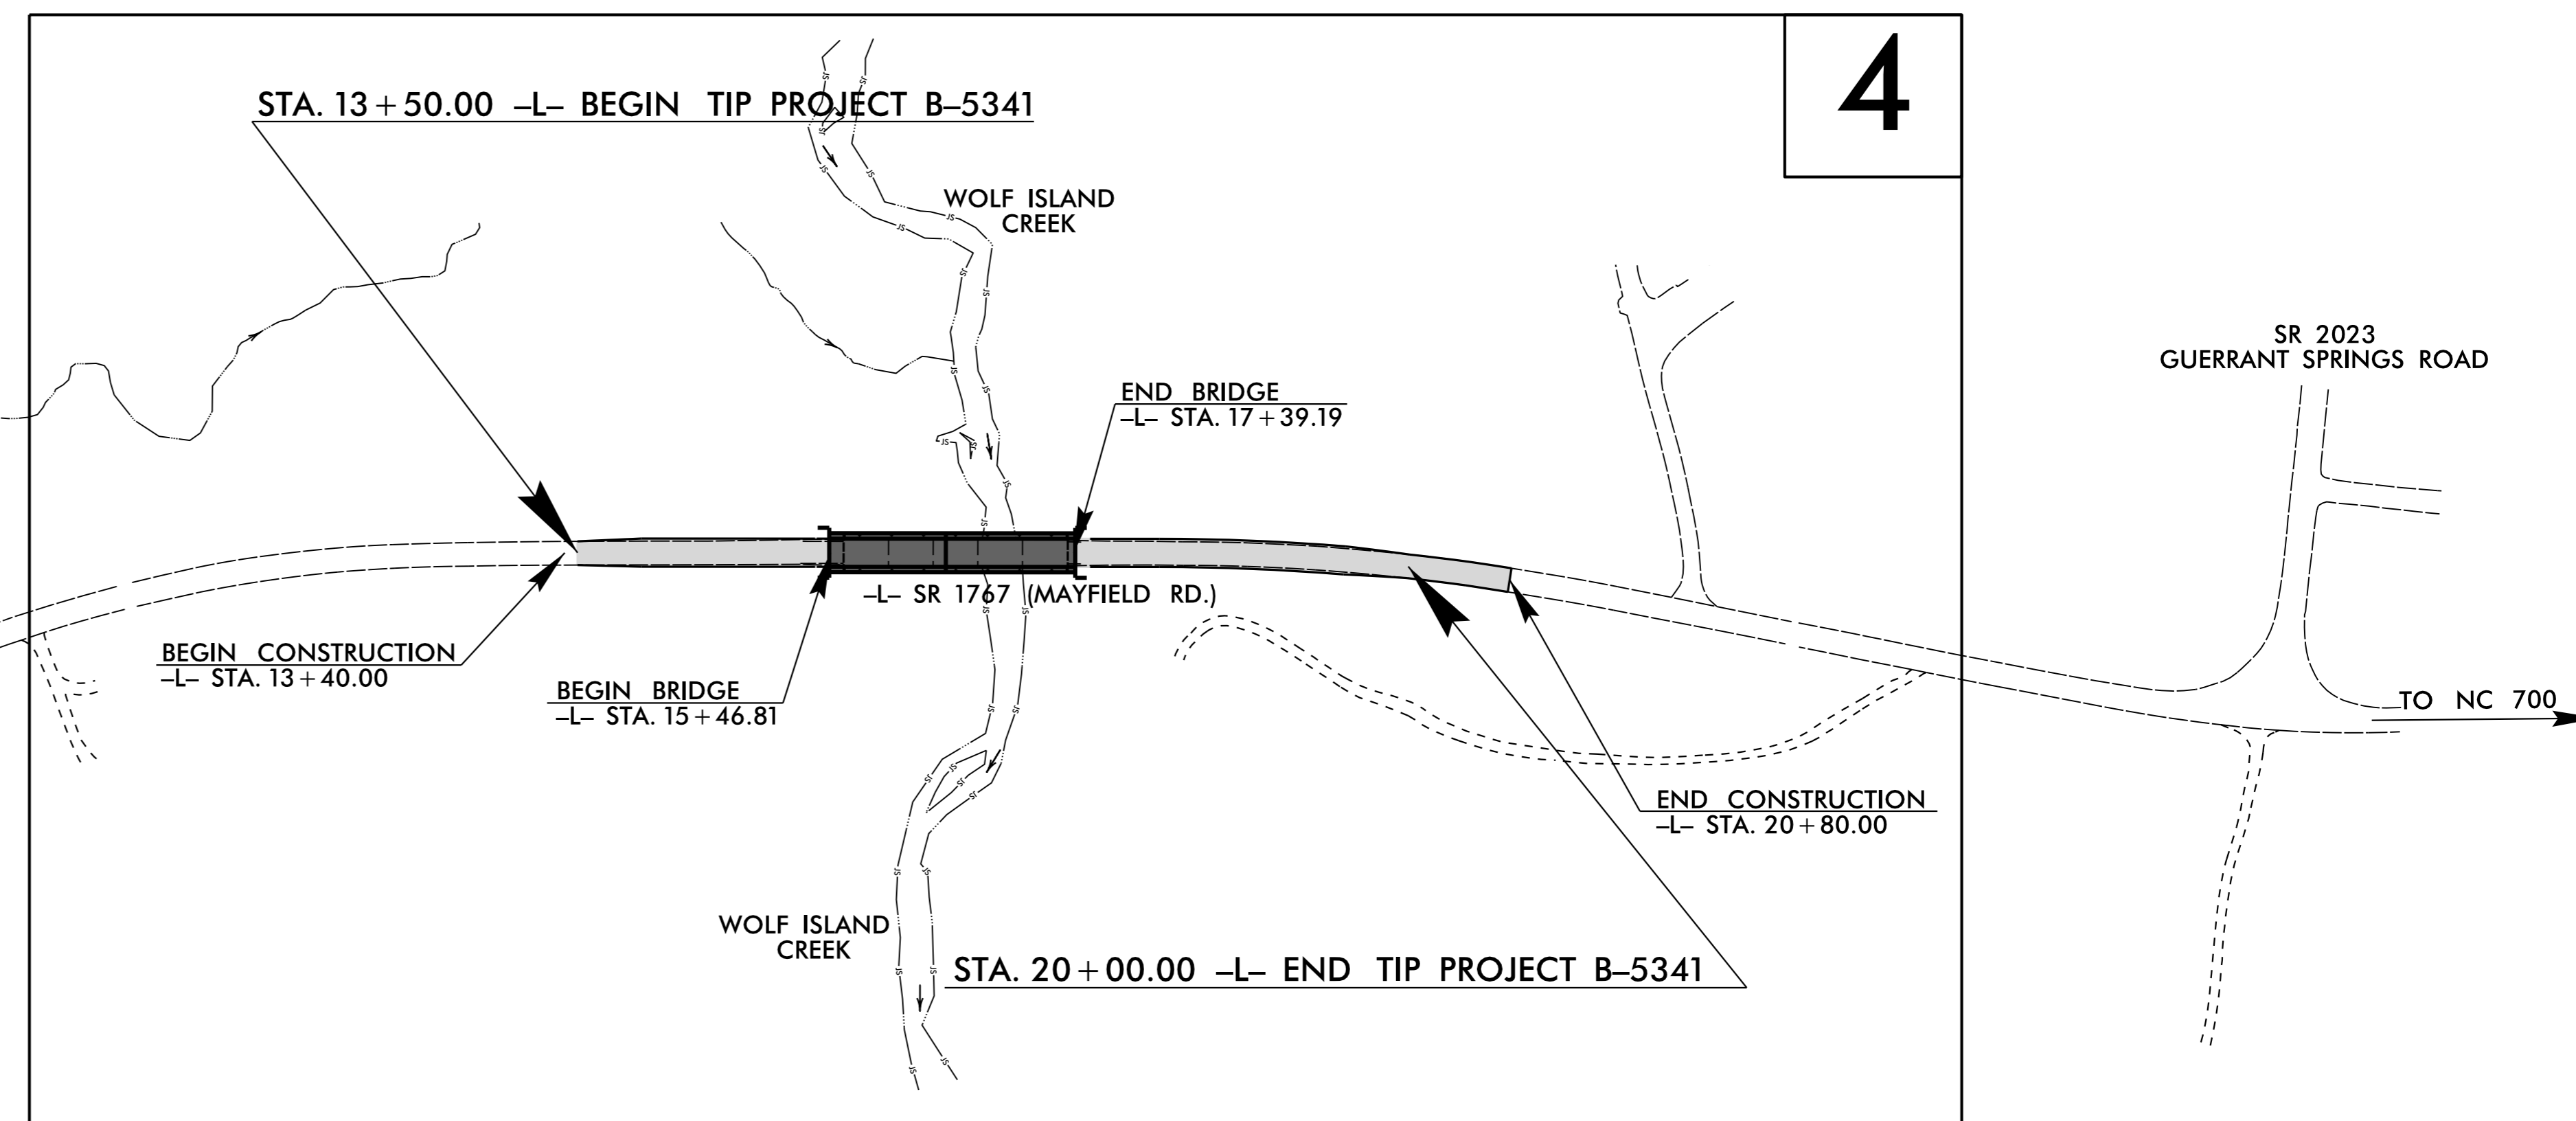 4
STA. 13+50.00 –L– BEGIN TIP PROJECT B–5341
WOLF ISLAND
CREEK
SR 2023
GUERRANT SPRINGS ROAD
END BRIDGE
–L– STA. 17+39.19
–L– SR 1767 (MAYFIELD RD.)
BEGIN CONSTRUCTION
–L– STA. 13+40.00
BEGIN BRIDGE
–L– STA. 15+46.81
TO NC 700
END CONSTRUCTION
–L– STA. 20+80.00
WOLF ISLAND
CREEK
STA. 20+00.00 –L– END TIP PROJECT B–5341